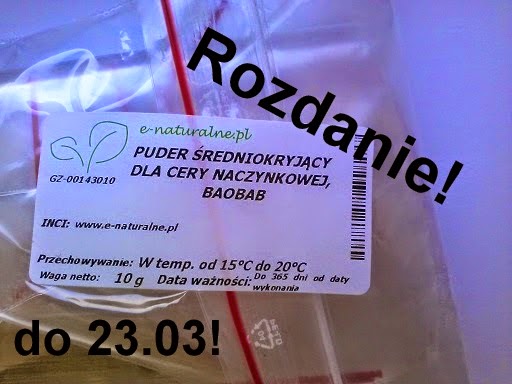 Rozdanie!
e-naturalne.pl
PUDER ŚREDNIOKRYJĄCY
DLA CERY NACZYNKOWEJ,
BAOBAB
GZ-00143010
INCI: www.e-naturalne.pl
Przechowywanie: W temp. od 15°C do 20°C
Waga netto: 10 g Data ważności: Do 365 dni od daty
wykonania
do 23.03!